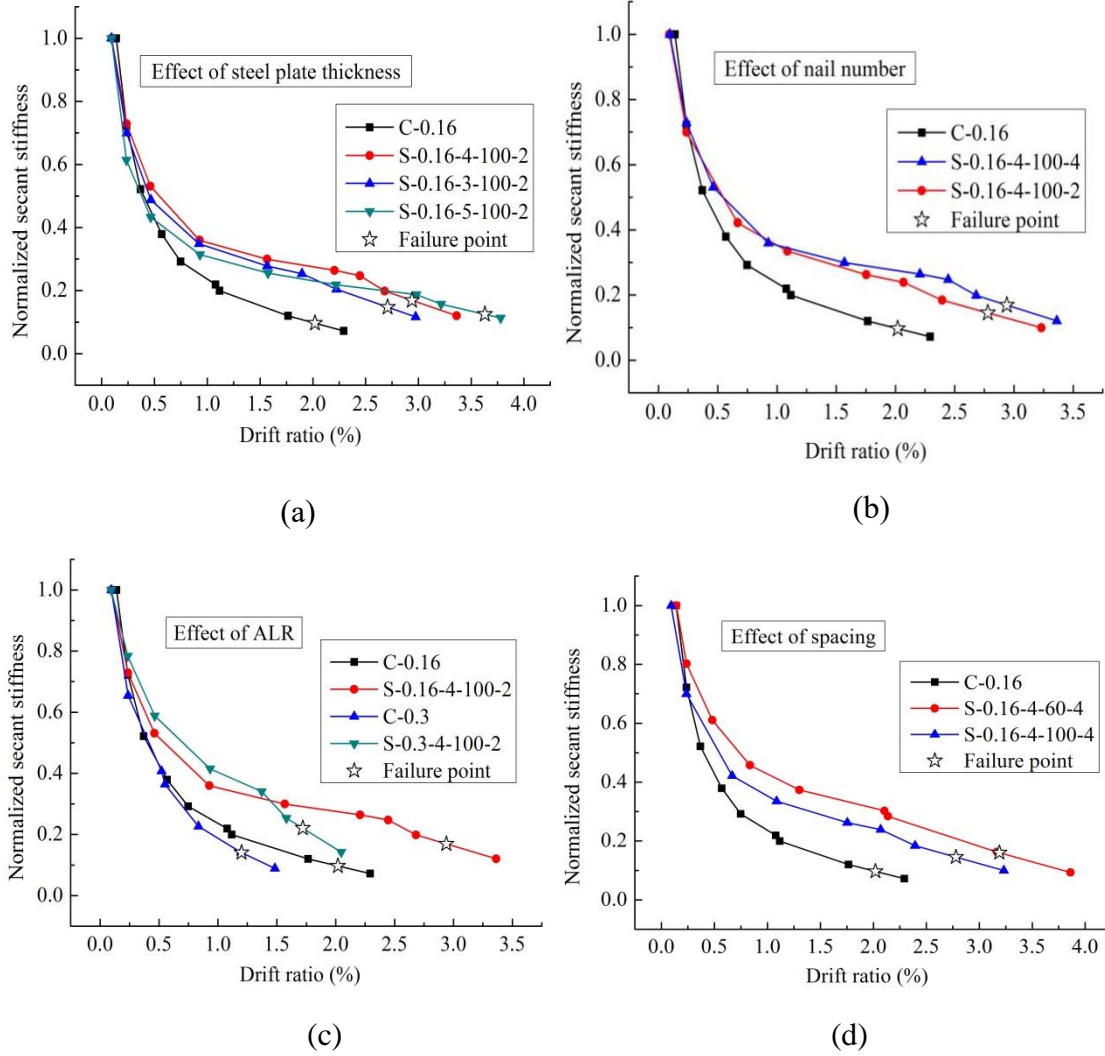 Effect of steel plate thickness
C-0.16
S-0.16-4-100-2
S-0.16-3-100-2
S-0.16-5-100-2
Failure point
Normalized secant stiffness
1.0
0.8
0.6
0.4
0.2
0.0
0.0 0.5 1.0 1.5 2.0 2.5 3.0 3.5 4.0
Drift ratio (%)
(a)
Effect of nail number
C-0.16
S-0.16-4-100-4
S-0.16-4-100-2
Failure point
Normalized secant stiffness
1.0
0.8
0.6
0.4
0.2
0.0
0.0 0.5 1.0 1.5 2.0 2.5 3.0 3.5
Drift ratio (%)
(b)
Effect of ALR
C-0.16
S-0.16-4-100-2
C-0.3
S-0.3-4-100-2
Failure point
Normalized secant stiffness
1.0
0.8
0.6
0.4
0.2
0.0
0.0 0.5 1.0 1.5 2.0 2.5 3.0 3.5
Drift ratio (%)
(c)
Effect of spacing
C-0.16
S-0.16-4-60-4
S-0.16-4-100-4
Failure point
Normalized secant stiffness
1.0
0.8
0.6
0.4
0.2
0.0
0.0 0.5 1.0 1.5 2.0 2.5 3.0 3.5 4.0
Drift ratio (%)
(d)